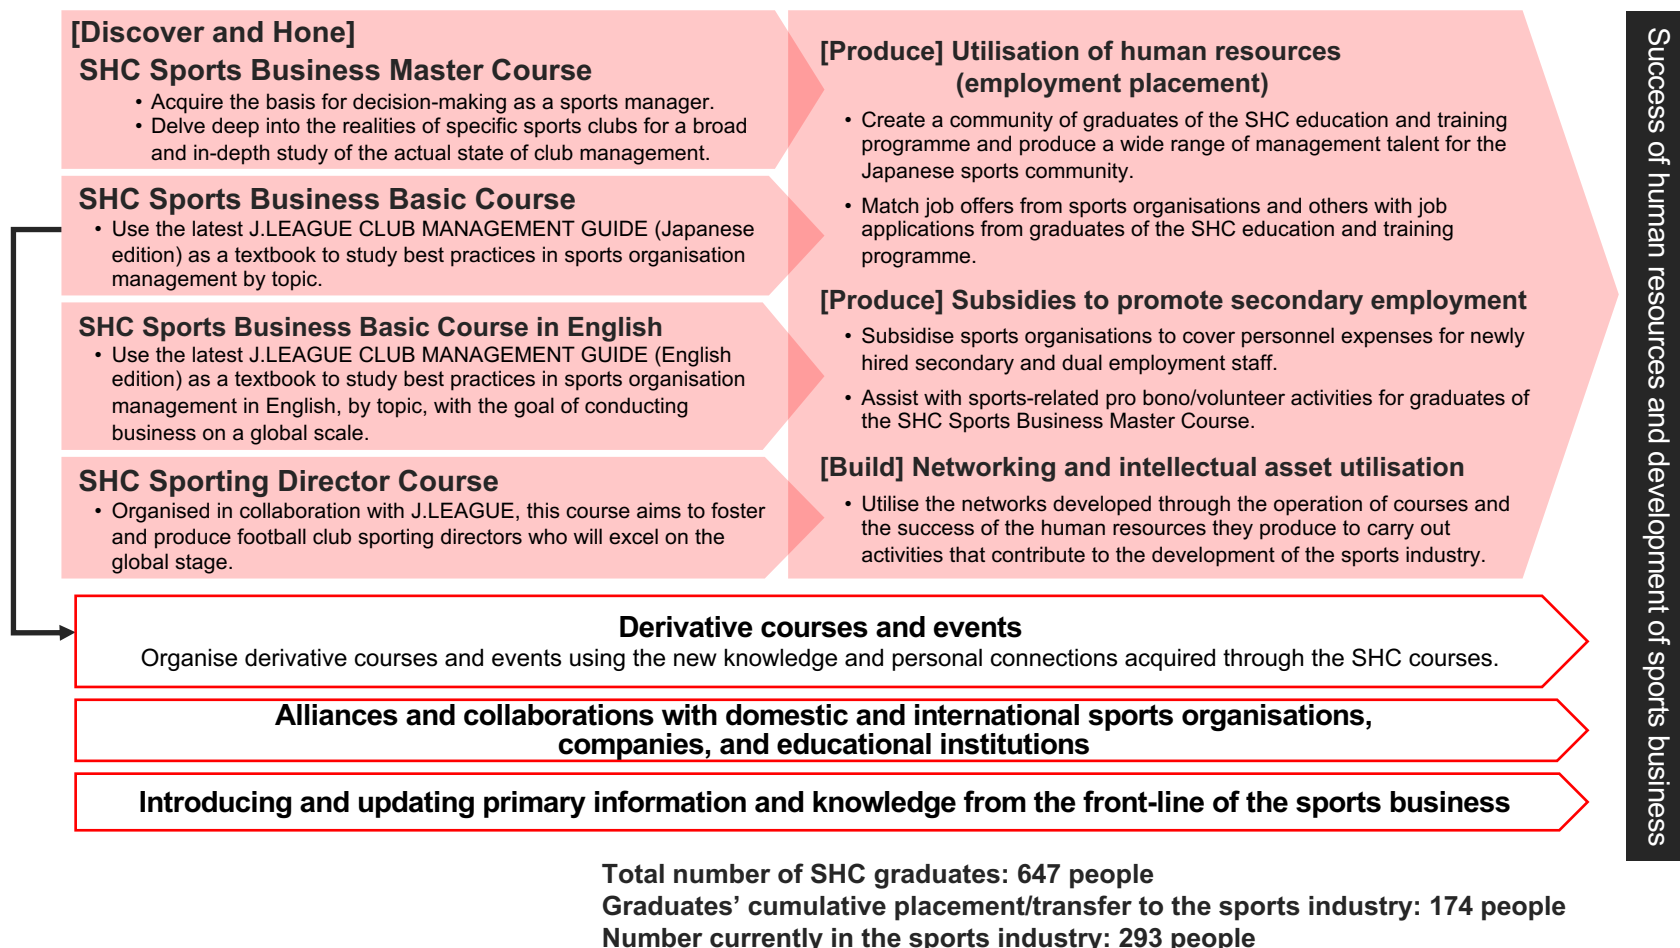 [Discover and Hone]
SHC Sports Business Master Course
• Acquire the basis for decision-making as a sports manager.
• Delve deep into the realities of specific sports clubs for a broad
and in-depth study of the actual state of club management.
SHC Sports Business Basic Course
• Use the latest J.LEAGUE CLUB MANAGEMENT GUIDE (Japanese
edition) as a textbook to study best practices in sports organisation
management by topic.
SHC Sports Business Basic Course in English
• Use the latest J.LEAGUE CLUB MANAGEMENT GUIDE (English
edition) as a textbook to study best practices in sports organisation
management in English, by topic, with the goal of conducting
business on a global scale.
SHC Sporting Director Course
• Organised in collaboration with J.LEAGUE, this course aims to foster
and produce football club sporting directors who will excel on the
global stage.
[Produce] Utilisation of human resources
(employment placement)
• Create a community of graduates of the SHC education and training
programme and produce a wide range of management talent for the
Japanese sports community.
• Match job offers from sports organisations and others with job
applications from graduates of the SHC education and training
programme.
[Produce] Subsidies to promote secondary employment
• Subsidise sports organisations to cover personnel expenses for newly
hired secondary and dual employment staff.
• Assist with sports-related pro bono/volunteer activities for graduates of
the SHC Sports Business Master Course.
[Build] Networking and intellectual asset utilisation
• Utilise the networks developed through the operation of courses and
the success of the human resources they produce to carry out
activities that contribute to the development of the sports industry.
Success of human resources and development of sports business
Derivative courses and events
Organise derivative courses and events using the new knowledge and personal connections acquired through the SHC courses.
Alliances and collaborations with domestic and international sports organisations,
companies, and educational institutions
Introducing and updating primary information and knowledge from the front-line of the sports business
Total number of SHC graduates: 647 people
Graduates’ cumulative placement/transfer to the sports industry: 174 people
Number currently in the sports industry: 293 people